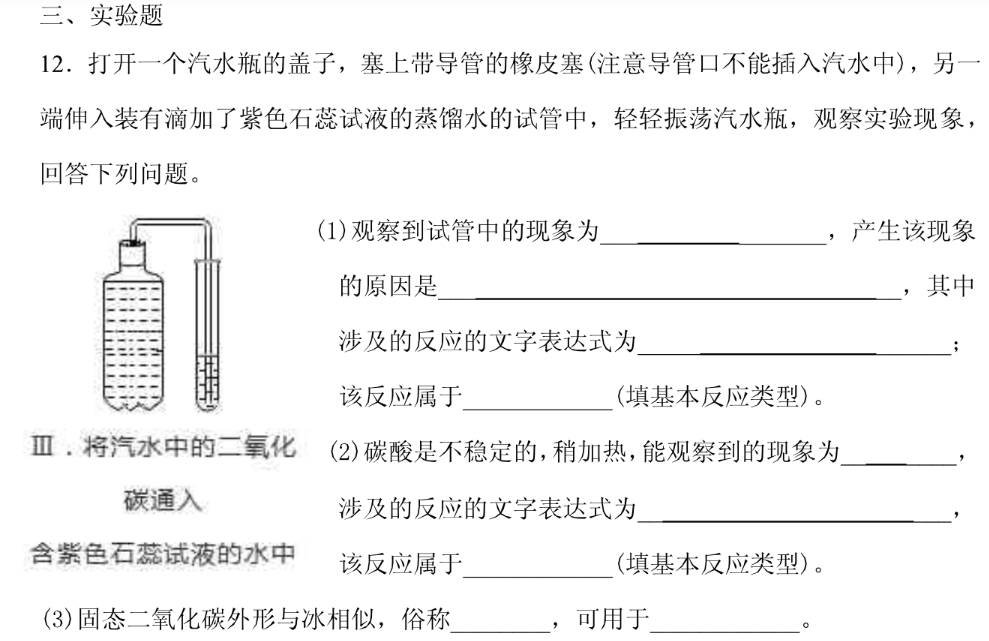 三、实验题
12．打开一个汽水瓶的盖子，塞上带导管的橡皮塞(注意导管口不能插入汽水中)，另一
端伸入装有滴加了紫色石蕊试液的蒸馏水的试管中，轻轻振荡汽水瓶，观察实验现象，
回答下列问题。
(1)观察到试管中的现象为__________________，产生该现象
的原因是____________________________________，其中
涉及的反应的文字表达式为________________________；
该反应属于____________(填基本反应类型)。
Ⅲ．将汽水中的二氧化
碳通入
含紫色石蕊试液的水中
(2)碳酸是不稳定的，稍加热，能观察到的现象为_________，
涉及的反应的文字表达式为________________________，
该反应属于____________(填基本反应类型)。
(3)固态二氧化碳外形与冰相似，俗称________，可用于____________。